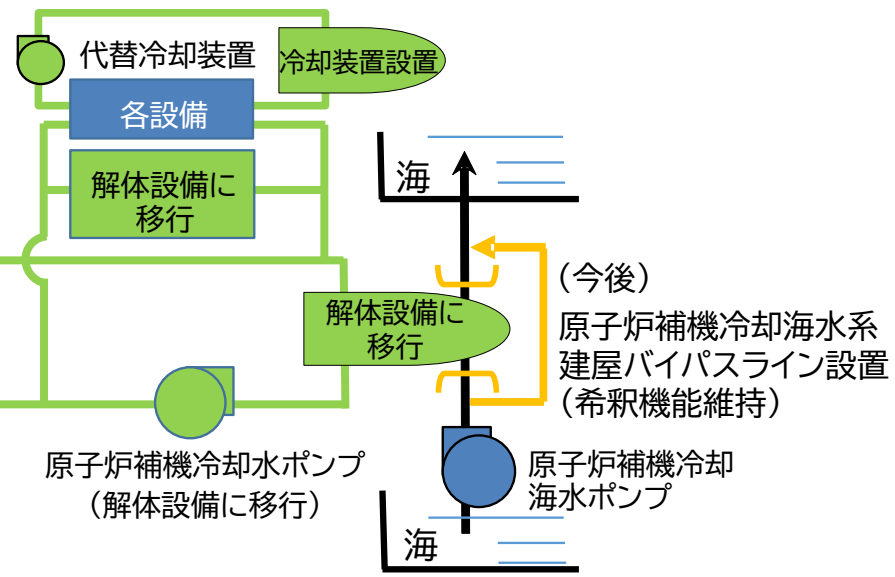 代替冷却装置
冷却装置設置
各設備
解体設備に
移行
海
（今後）
原子炉補機冷却海水系
建屋バイパスライン設置
（希釈機能維持）
解体設備に
移行
原子炉補機冷却水ポンプ
（解体設備に移行）
原子炉補機冷却
海水ポンプ
海